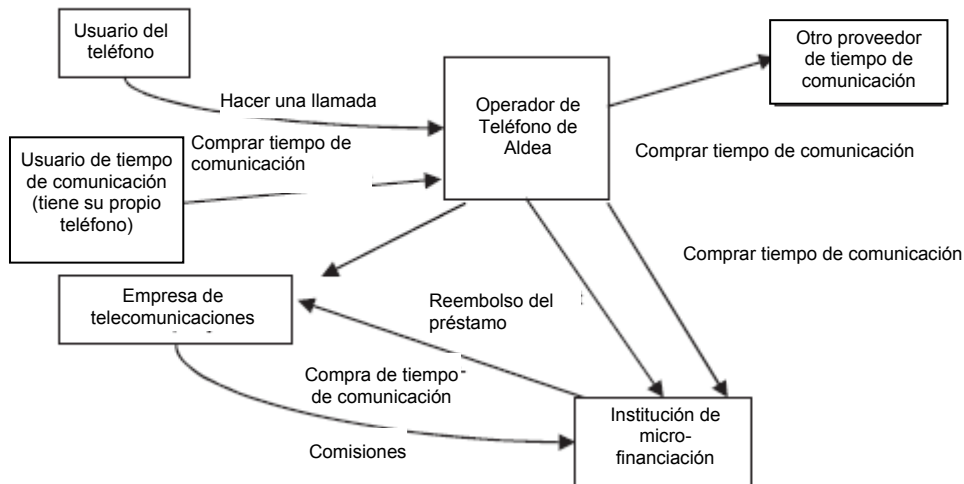 Usuario del
teléfono
Hacer una llamada
Operador de
Teléfono de
Aldea
Otro proveedor
de tiempo de
comunicación
Comprar tiempo de
comunicación
Usuario de tiempo
de comunicación
(tiene su propio
teléfono)
Comprar tiempo de comunicación
Comprar tiempo de comunicación
Empresa de
telecomunicaciones
Reembolso del
préstamo
Compra de tiempo
de comunicación
Comisiones
Institución de
micro-
financiación